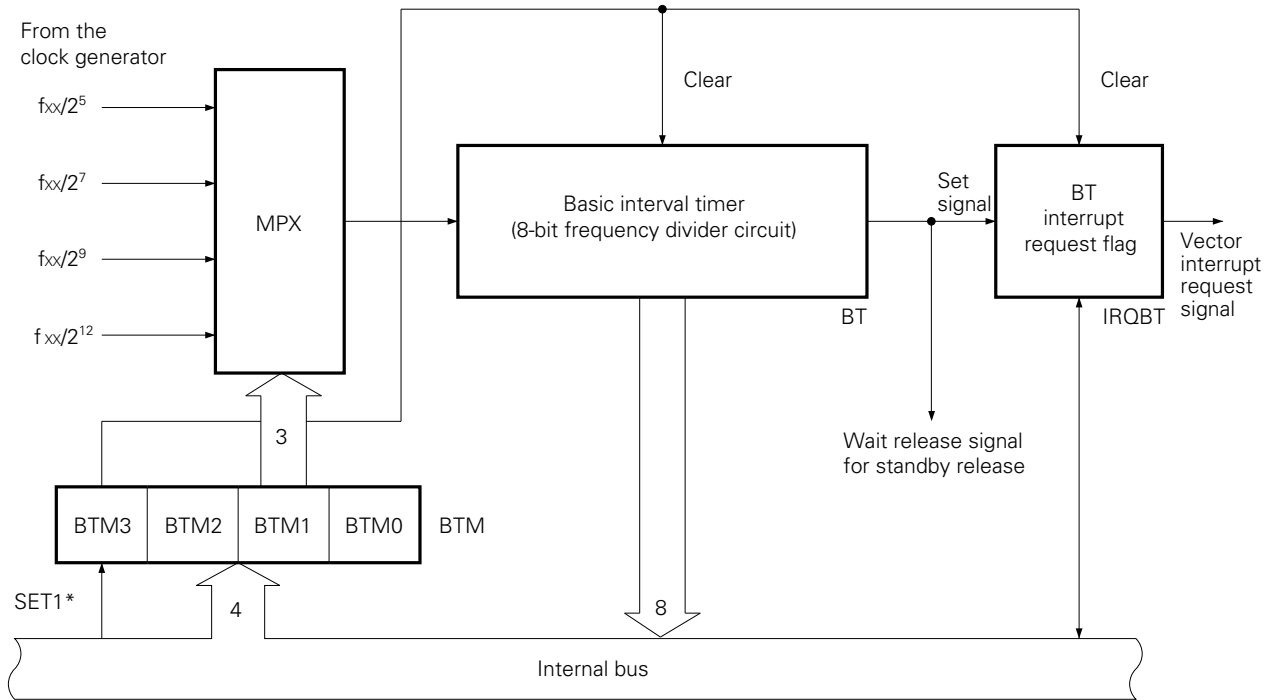 From the
clock generator
fxx/2⁵
fxx/2⁷
fxx/2⁹
fxx/2¹²
MPX
Clear
Clear
Basic interval timer
(8-bit frequency divider circuit)
BT
Set
signal
BT
interrupt
request flag
IRQBT
Vector
interrupt
request
signal
Wait release signal
for standby release
3
BTM3 BTM2 BTM1 BTM0 BTM
SET1*
4
8
Internal bus